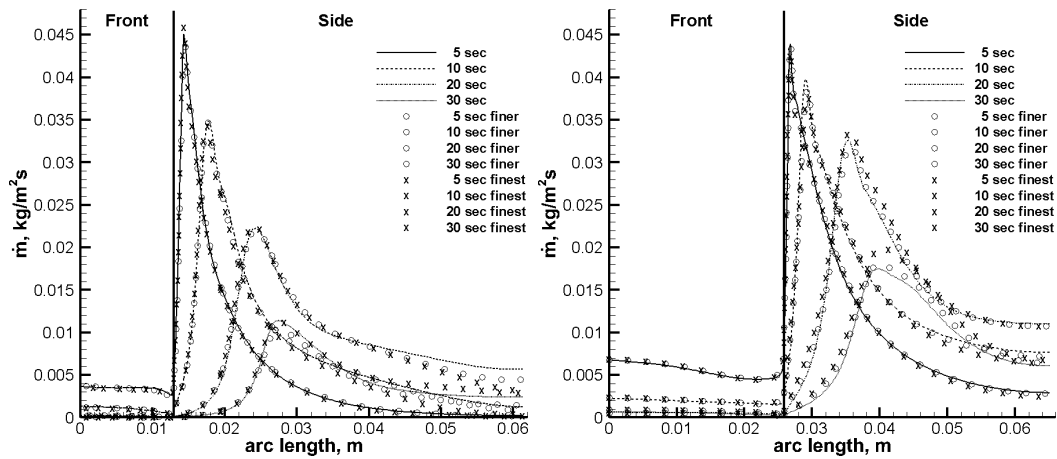 Front
Side
0.045
0.04
0.035
0.03
0.025
0.02
0.015
0.01
0.005
0
ṁ, kg/m²s
5 sec
10 sec
20 sec
30 sec
5 sec finer
10 sec finer
20 sec finer
30 sec finer
5 sec finest
10 sec finest
20 sec finest
30 sec finest
0 0.01 0.02 0.03 0.04 0.05 0.06
arc length, m
Front
Side
0.045
0.04
0.035
0.03
0.025
0.02
0.015
0.01
0.005
0
ṁ, kg/m²s
5 sec
10 sec
20 sec
30 sec
5 sec finer
10 sec finer
20 sec finer
30 sec finer
5 sec finest
10 sec finest
20 sec finest
30 sec finest
0 0.01 0.02 0.03 0.04 0.05 0.06
arc length, m